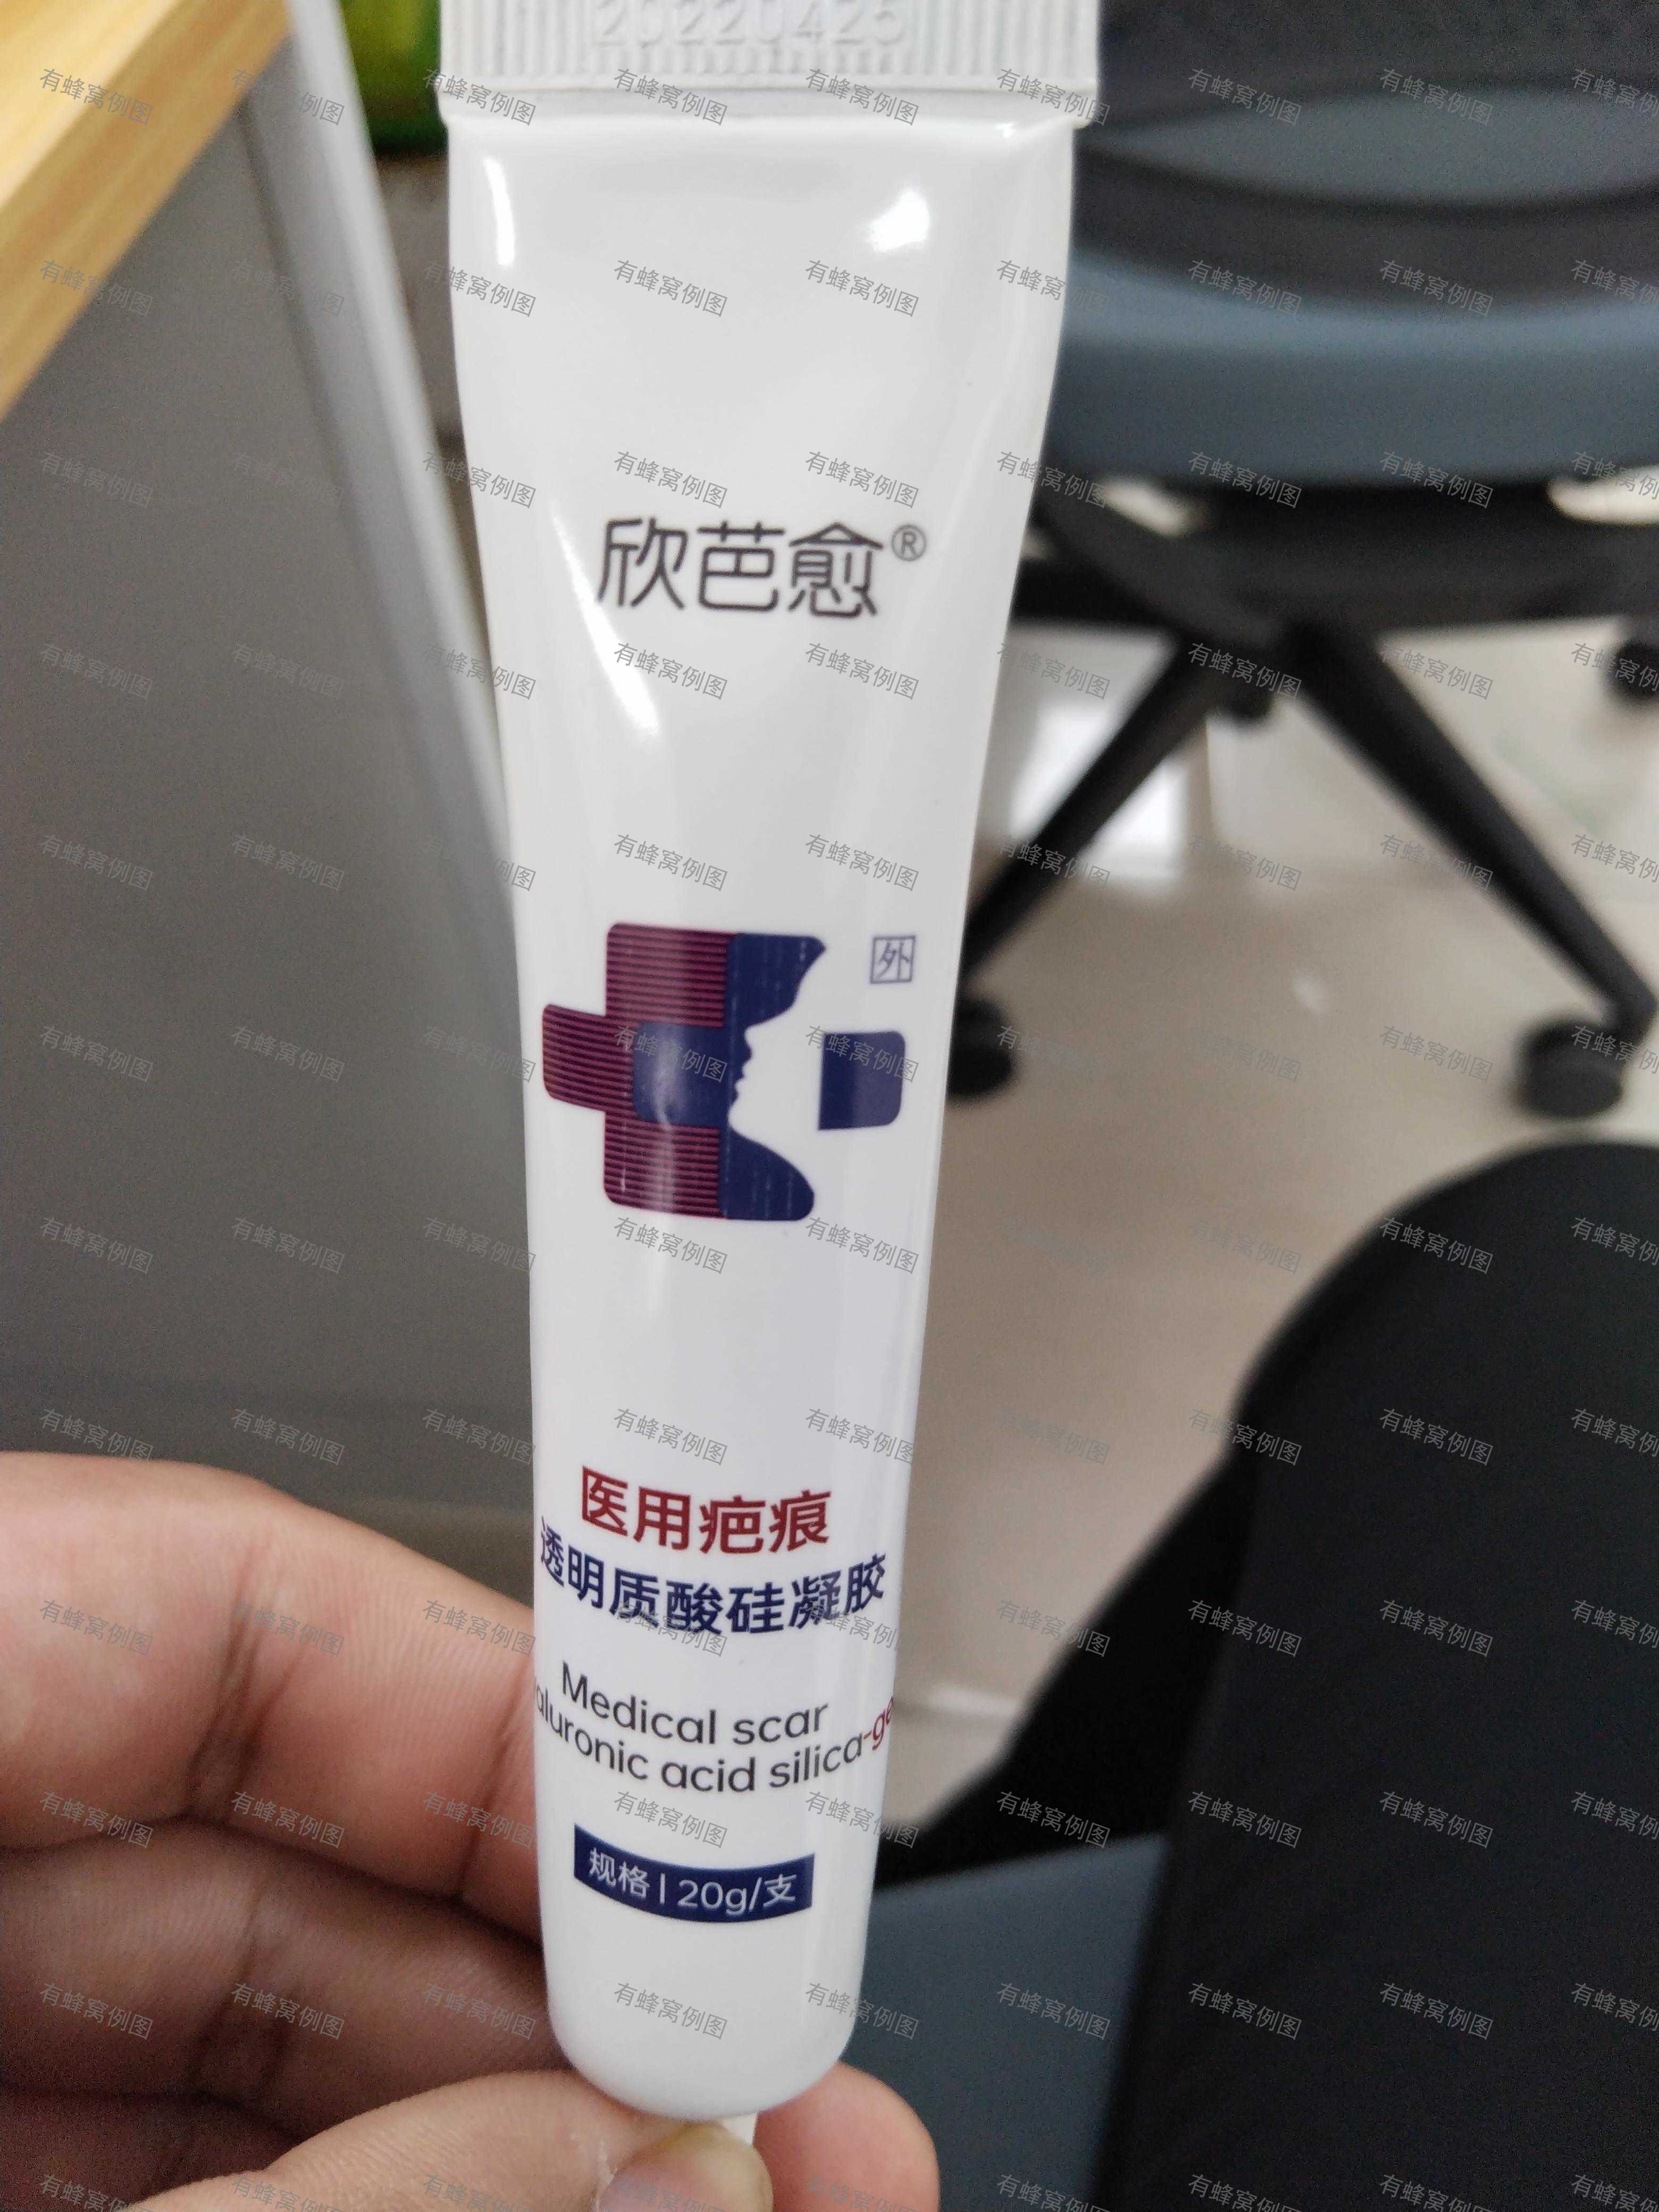 20220425
欣芭愈®
外
医用疤痕
透明质酸硅凝胶
Medical scar
aluronic acid silica-ge
规格 | 20g/支
有蜂窝例图